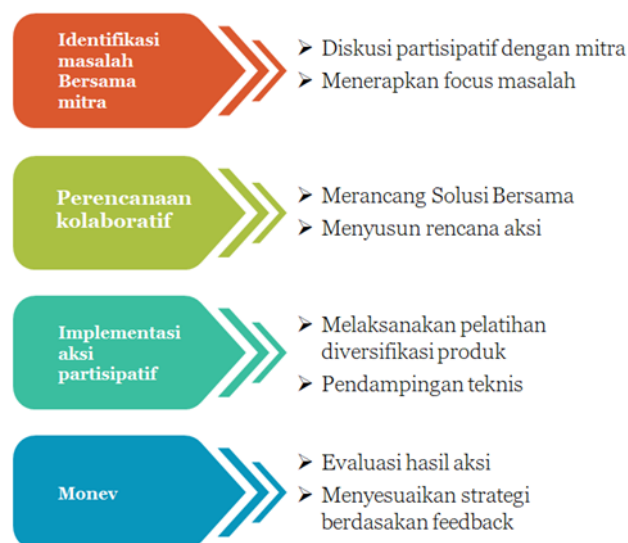 Identifikasi
masalah
Bersama
mitra
➢ Diskusi partisipatif dengan mitra
➢ Menerapkan focus masalah
Perencanaan
kolaboratif
➢ Merancang Solusi Bersama
➢ Menyusun rencana aksi
Implementasi
aksi
partisipatif
➢ Melaksanakan pelatihan
diversifikasi produk
➢ Pendampingan teknis
Monev
➢ Evaluasi hasil aksi
➢ Menyesuaikan strategi
berdasakan feedback